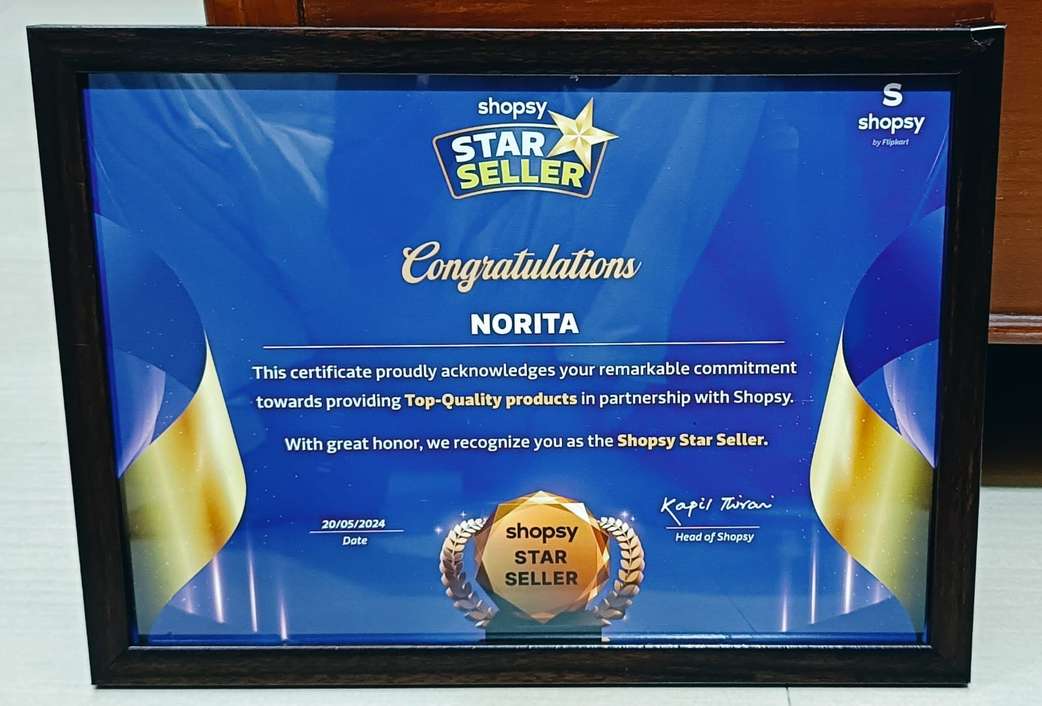 shopsy
STAR
SELLER
S
shopsy
by Flipkart
Congratulations
NORITA
This certificate proudly acknowledges your remarkable commitment
towards providing Top-Quality products in partnership with Shopsy.
With great honor, we recognize you as the Shopsy Star Seller.
20/05/2024
Date
shopsy
STAR
SELLER
Kapil Thirani
Head of Shopsy